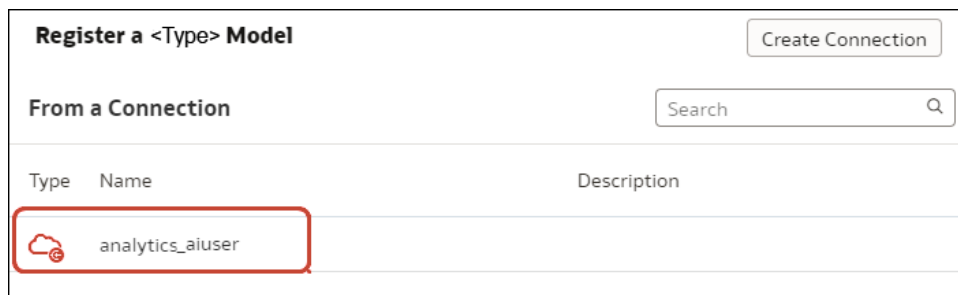 Register a <Type> Model
Create Connection
From a Connection
Search
Type Name Description
analytics_aiuser